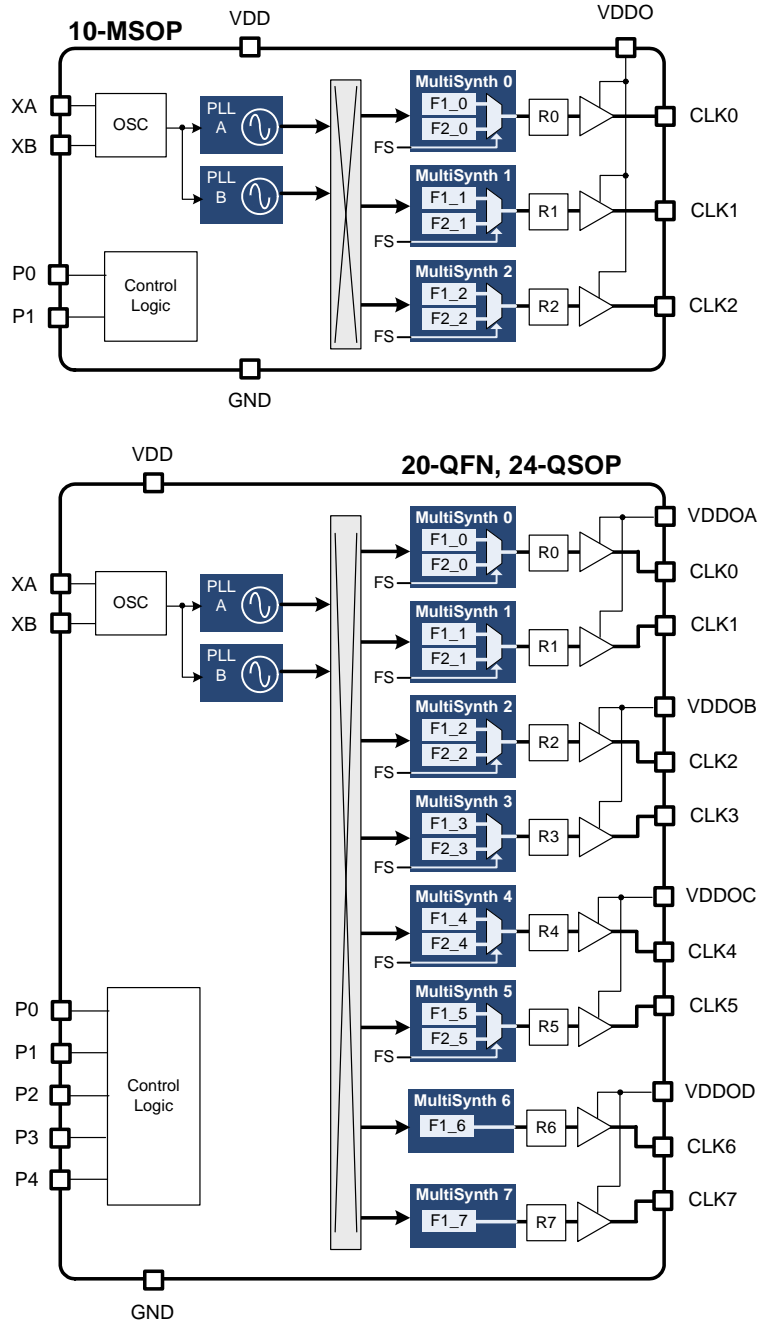 10-MSOP
VDD
VDDO
XA
XB
OSC
PLL
A
PLL
B
P0
P1
Control
Logic
MultiSynth 0
F1_0
F2_0
FS
R0
CLK0
MultiSynth 1
F1_1
F2_1
FS
R1
CLK1
MultiSynth 2
F1_2
F2_2
FS
R2
CLK2
GND
VDD
20-QFN, 24-QSOP
XA
XB
OSC
PLL
A
PLL
B
MultiSynth 0
F1_0
F2_0
FS
R0
VDDOA
CLK0
MultiSynth 1
F1_1
F2_1
FS
R1
CLK1
MultiSynth 2
F1_2
F2_2
FS
R2
VDDOB
CLK2
MultiSynth 3
F1_3
F2_3
FS
R3
CLK3
MultiSynth 4
F1_4
F2_4
FS
R4
VDDOC
CLK4
MultiSynth 5
F1_5
F2_5
FS
R5
CLK5
P0
P1
P2
P3
P4
Control
Logic
MultiSynth 6
F1_6
R6
VDDOD
CLK6
MultiSynth 7
F1_7
R7
CLK7
GND